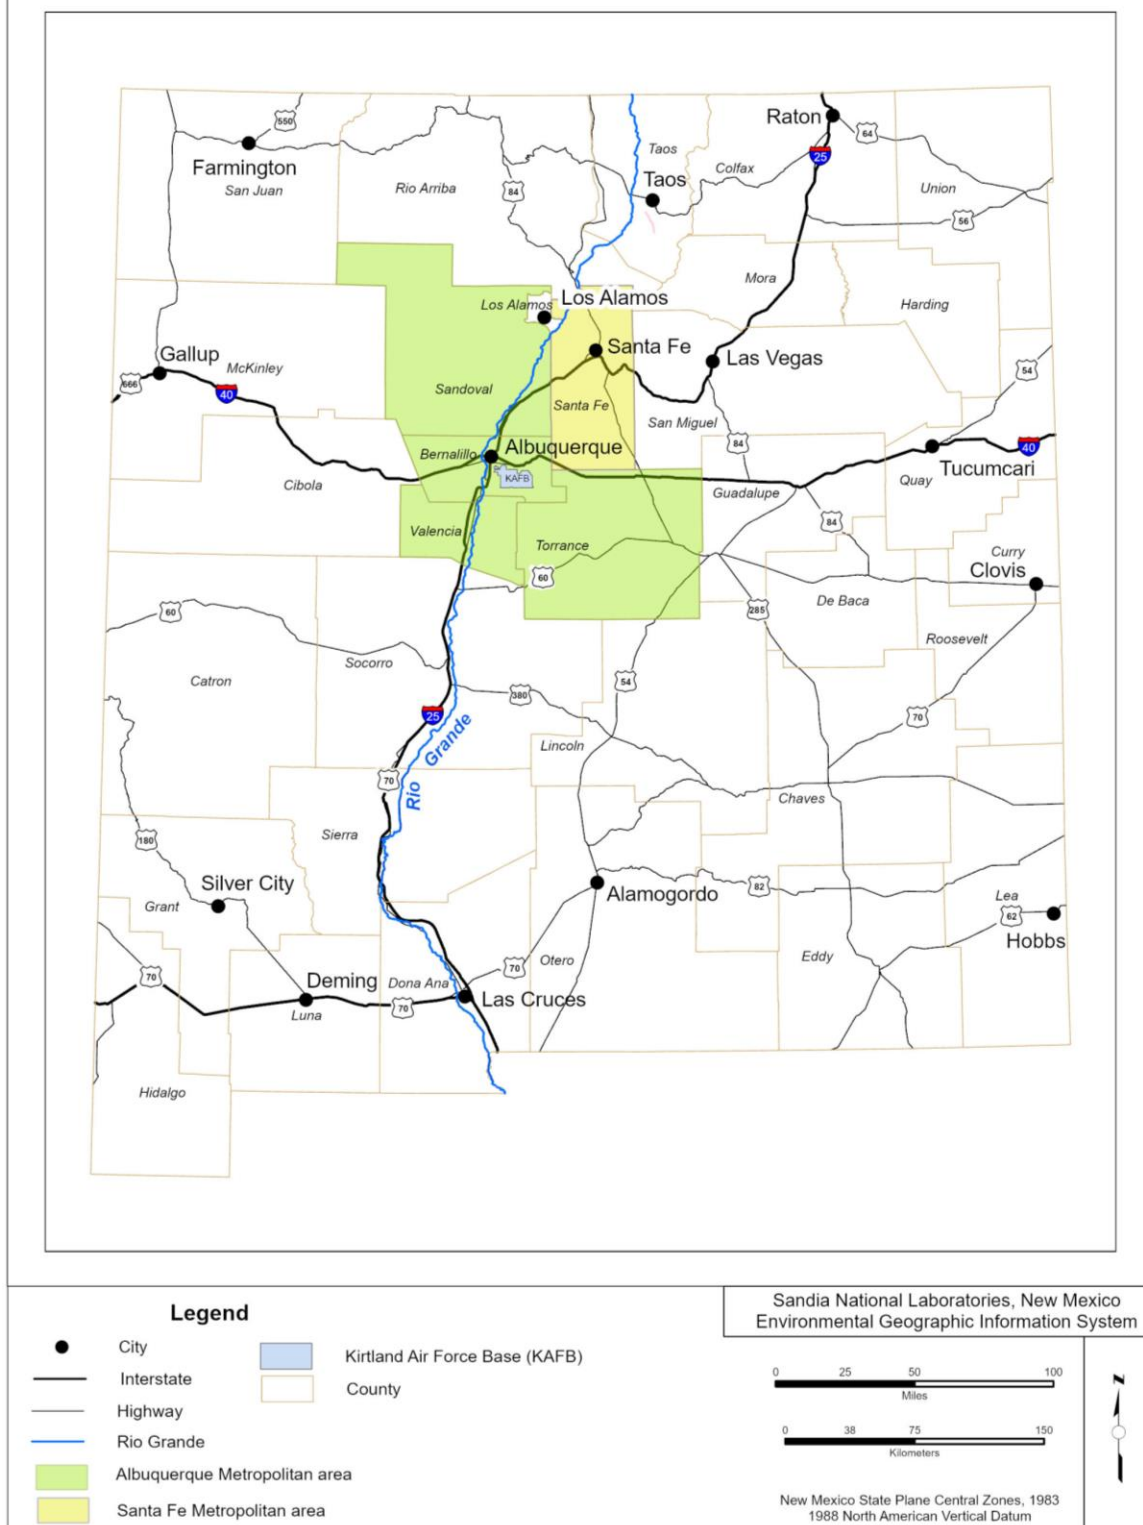 550
Raton
64
Farmington
San Juan
Rio Arriba
84
Taos
Taos
25
Colfax
Union
56
Mora
Los Alamos
Los Alamos
Harding
Gallup
McKinley
666
40
Santa Fe
Las Vegas
54
Sandoval
Santa Fe
San Miguel
84
40
Bernalillo
Albuquerque
KAFB
Tucumcari
Cibola
Guadalupe
Quay
84
Valencia
Torrance
Curry
Clovis
60
60
De Baca
285
Roosevelt
Socorro
Catron
54
380
25
70
Rio Grande
Lincoln
70
Chaves
Sierra
180
Silver City
Grant
Alamogordo
82
Lea
62
Hobbs
Otero
Eddy
70
70
Deming
Dona Ana
Las Cruces
70
Luna
Hidalgo
Legend
City
Interstate
Highway
Rio Grande
Albuquerque Metropolitan area
Santa Fe Metropolitan area
Kirtland Air Force Base (KAFB)
County
Sandia National Laboratories, New Mexico
Environmental Geographic Information System
0 25 50 100
Miles
0 38 75 150
Kilometers
N
New Mexico State Plane Central Zones, 1983
1988 North American Vertical Datum